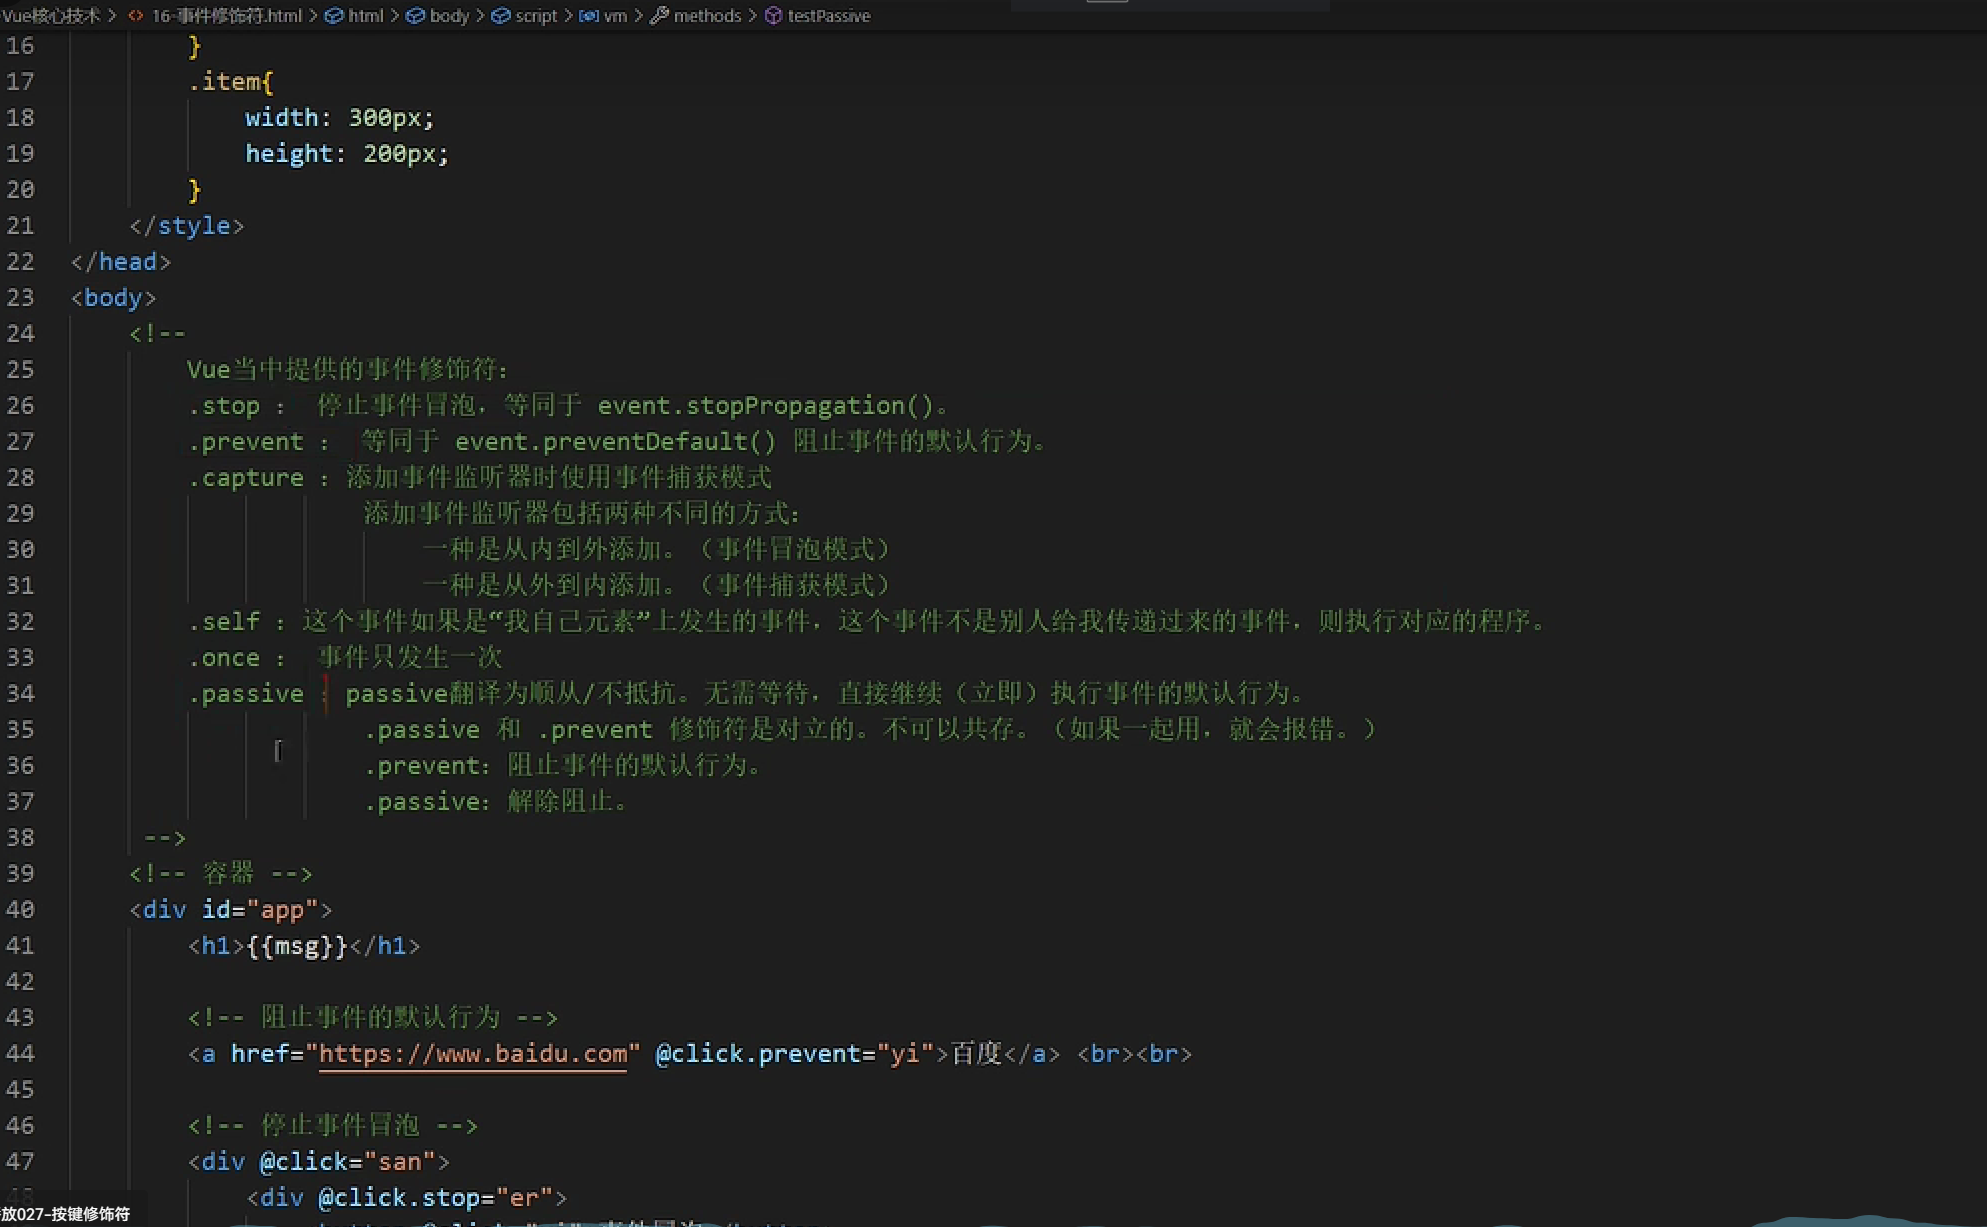 Vue核心技术 > <> 16-事件修饰符.html > html > body > script > vm > methods > testPassive
16 }
17 .item{
18 width: 300px;
19 height: 200px;
20 }
21 </style>
22 </head>
23 <body>
24 <!--
25 Vue当中提供的事件修饰符：
26 .stop ： 停止事件冒泡，等同于 event.stopPropagation()。
27 .prevent ： 等同于 event.preventDefault() 阻止事件的默认行为。
28 .capture ：添加事件监听器时使用事件捕获模式
29 添加事件监听器包括两种不同的方式：
30 一种是从内到外添加。（事件冒泡模式）
31 一种是从外到内添加。（事件捕获模式）
32 .self ：这个事件如果是“我自己元素”上发生的事件，这个事件不是别人给我传递过来的事件，则执行对应的程序。
33 .once ： 事件只发生一次
34 .passive ：passive翻译为顺从/不抵抗。无需等待，直接继续（立即）执行事件的默认行为。
35 .passive 和 .prevent 修饰符是对立的。不可以共存。（如果一起用，就会报错。）
36 .prevent：阻止事件的默认行为。
37 .passive：解除阻止。
38 -->
39 <!-- 容器 -->
40 <div id="app">
41 <h1>{{msg}}</h1>
42
43 <!-- 阻止事件的默认行为 -->
44 <a href="https://www.baidu.com" @click.prevent="yi">百度</a> <br><br>
45
46 <!-- 停止事件冒泡 -->
47 <div @click="san">
48 <div @click.stop="er">
放027-按键修饰符